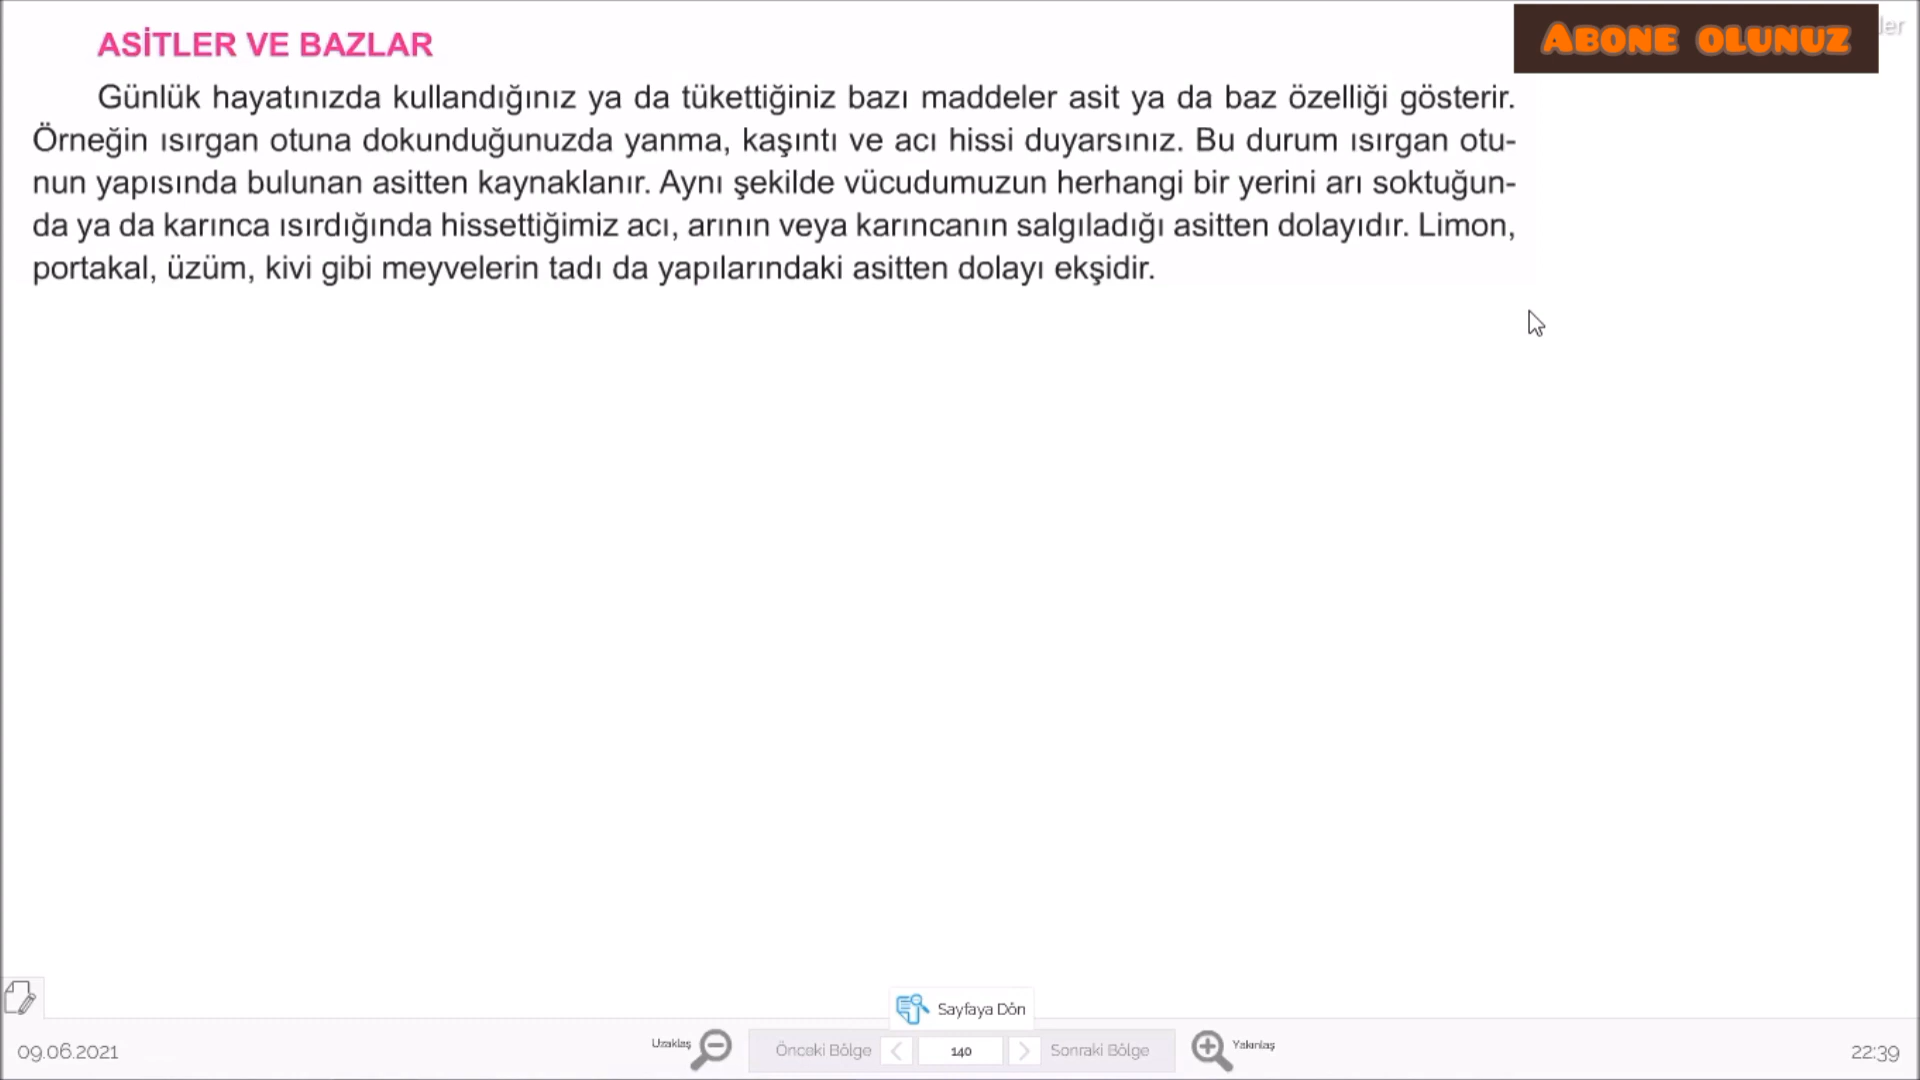 ASİTLER VE BAZLAR
ABONE OLUNUZ
Günlük hayatınızda kullandığınız ya da tükettiğiniz bazı maddeler asit ya da baz özelliği gösterir.
Örneğin ısırgan otuna dokunduğunuzda yanma, kaşıntı ve acı hissi duyarsınız. Bu durum ısırgan otu-
nun yapısında bulunan asitten kaynaklanır. Aynı şekilde vücudumuzun herhangi bir yerini arı soktuğun-
da ya da karınca ısırdığında hissettiğimiz acı, arının veya karıncanın salgıladığı asitten dolayıdır. Limon,
portakal, üzüm, kivi gibi meyvelerin tadı da yapılarındaki asitten dolayı ekşidir.
Sayfaya Dön
09.06.2021
Uzaklaş
Önceki Bölge
140
Sonraki Bölge
Yakınlaş
22:39